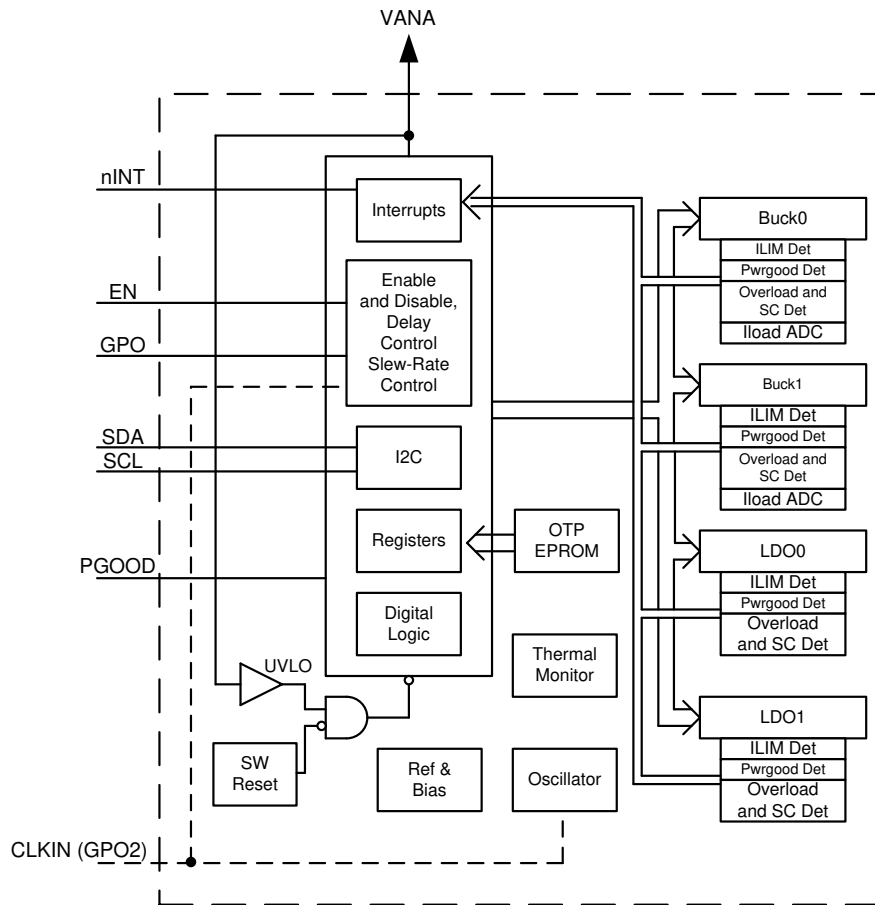 VANA
nINT
Interrupts
EN
GPO
Enable
and Disable,
Delay
Control
Slew-Rate
Control
SDA
SCL
I2C
Registers
OTP
EPROM
PGOOD
Digital
Logic
UVLO
Thermal
Monitor
SW
Reset
Ref &
Bias
Oscillator
CLKIN (GPO2)
Buck0
ILIM Det
Pwrgood Det
Overload and
SC Det
Iload ADC
Buck1
ILIM Det
Pwrgood Det
Overload and
SC Det
Iload ADC
LDO0
ILIM Det
Pwrgood Det
Overload
and SC Det
LDO1
ILIM Det
Pwrgood Det
Overload
and SC Det